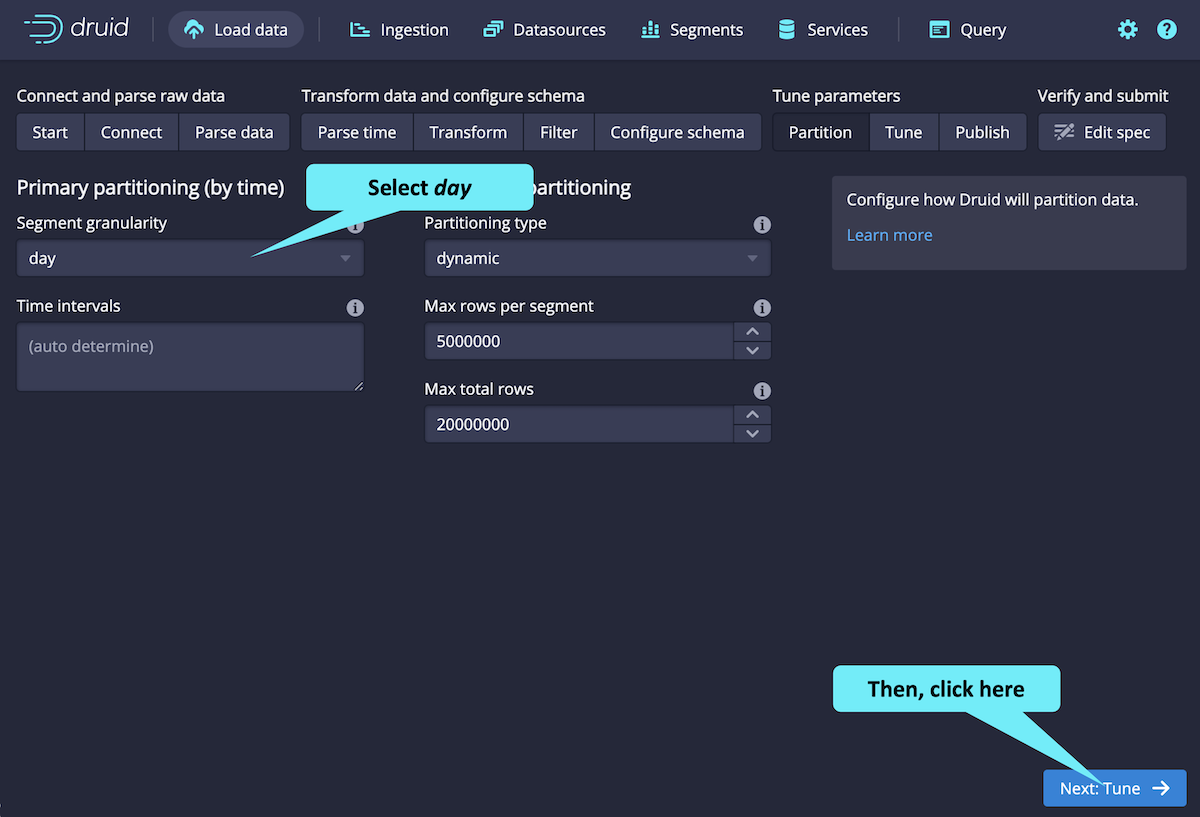 druid
Load data
Ingestion
Datasources
Segments
Services
Query
Connect and parse raw data
Transform data and configure schema
Tune parameters
Verify and submit
Start
Connect
Parse data
Parse time
Transform
Filter
Configure schema
Partition
Tune
Publish
Edit spec
Primary partitioning (by time)
Select day
partitioning
Configure how Druid will partition data.
Learn more
Segment granularity
day
Time intervals
(auto determine)
Partitioning type
dynamic
Max rows per segment
5000000
Max total rows
20000000
Then, click here
Next: Tune